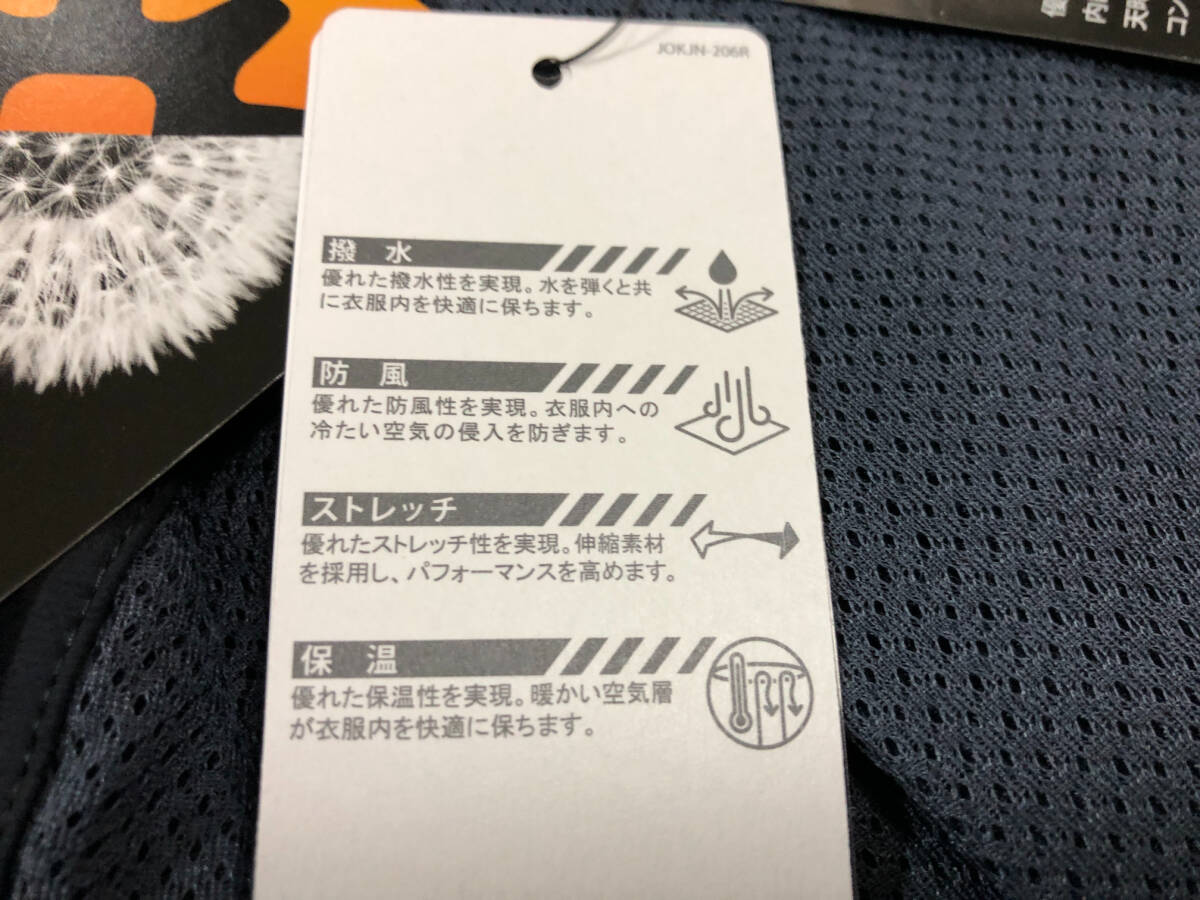 JOKJN-206R
撥水
優れた撥水性を実現。水を弾くと共
に衣服内を快適に保ちます。
防風
優れた防風性を実現。衣服内への
冷たい空気の侵入を防ぎます。
ストレッチ
優れたストレッチ性を実現。伸縮素材
を採用し、パフォーマンスを高めます。
保温
優れた保温性を実現。暖かい空気層
が衣服内を快適に保ちます。